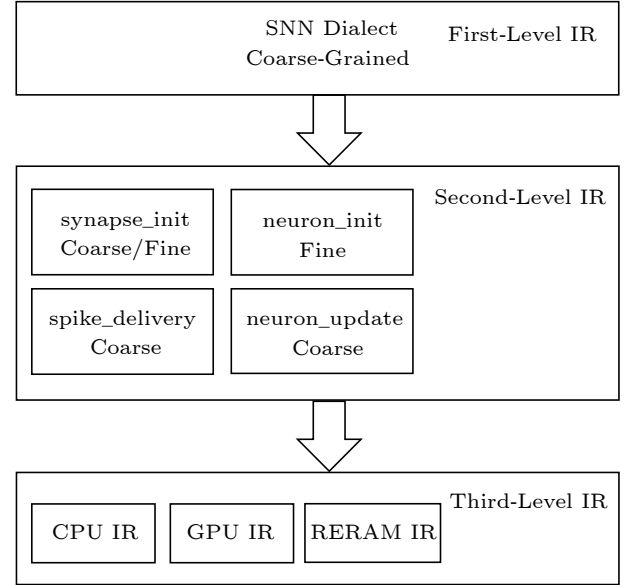 SNN Dialect
Coarse-Grained
First-Level IR
Second-Level IR
synapse_init
Coarse/Fine
neuron_init
Fine
spike_delivery
Coarse
neuron_update
Coarse
Third-Level IR
CPU IR
GPU IR
RERAM IR